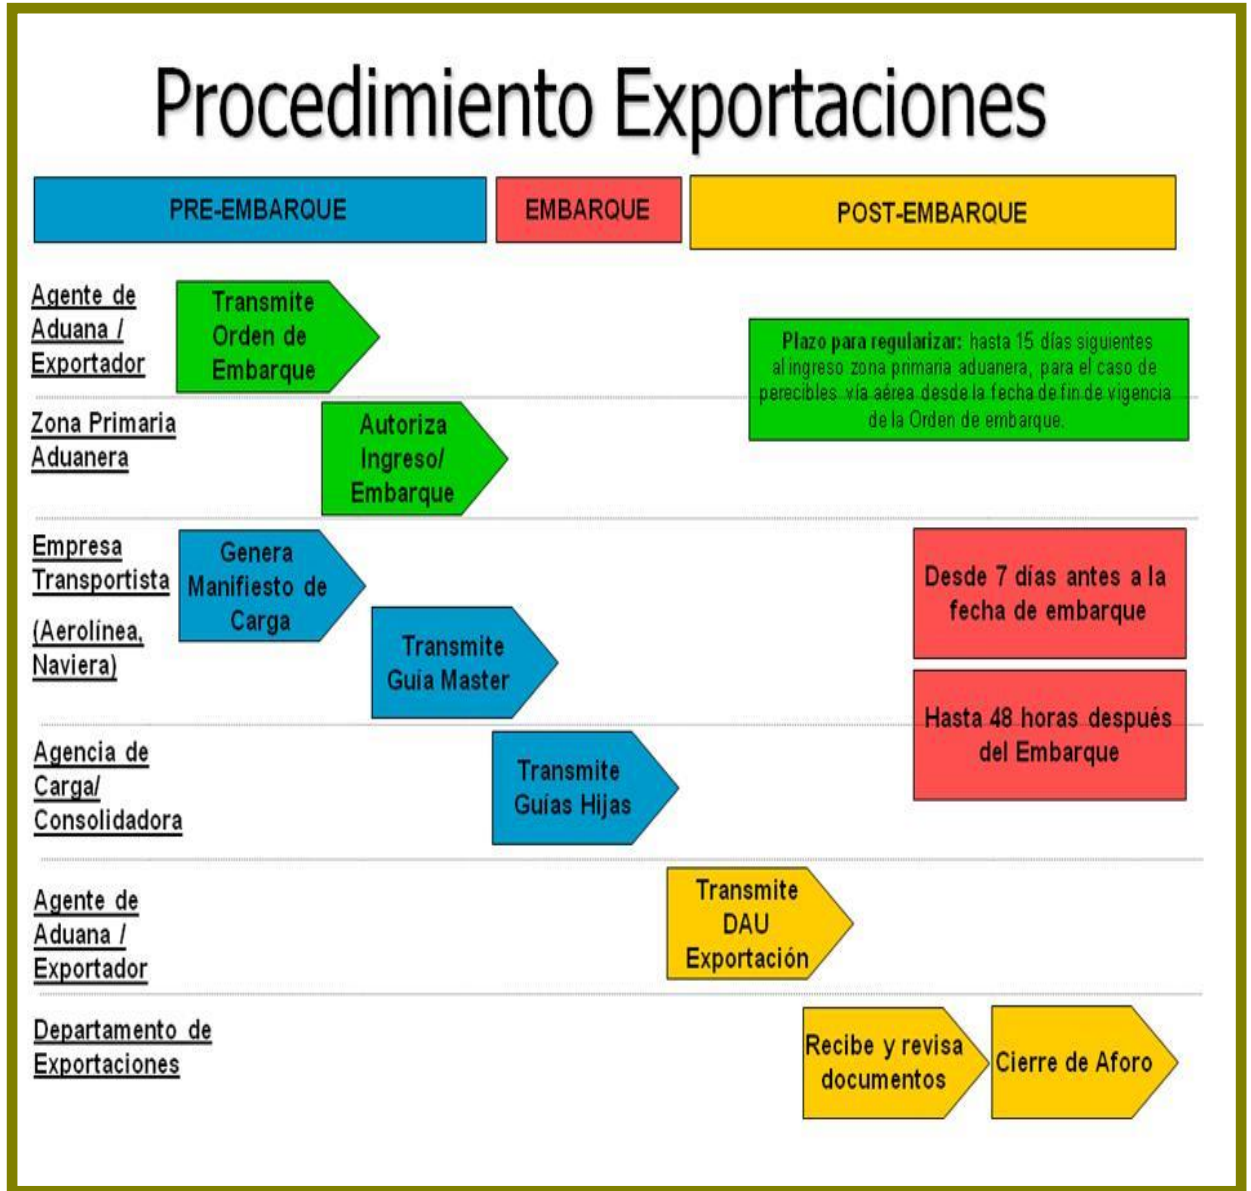 Procedimiento Exportaciones
PRE-EMBARQUE
EMBARQUE
POST-EMBARQUE
Agente de
Aduana /
Exportador
Transmite
Orden de
Embarque
Plazo para regularizar: hasta 15 días siguientes
al ingreso zona primaria aduanera, para el caso de
perecibles vía aérea desde la fecha de fin de vigencia
de la Orden de embarque.
Zona Primaria
Aduanera
Autoriza
Ingreso/
Embarque
Empresa
Transportista
(Aerolínea,
Naviera)
Genera
Manifiesto de
Carga
Transmite
Guia Master
Desde 7 días antes a la
fecha de embarque
Hasta 48 horas después
del Embarque
Agencia de
Carga/
Consolidadora
Transmite
Guías Hijas
Agente de
Aduana /
Exportador
Transmite
DAU
Exportación
Departamento de
Exportaciones
Recibe y revisa
documentos
Cierre de Aforo